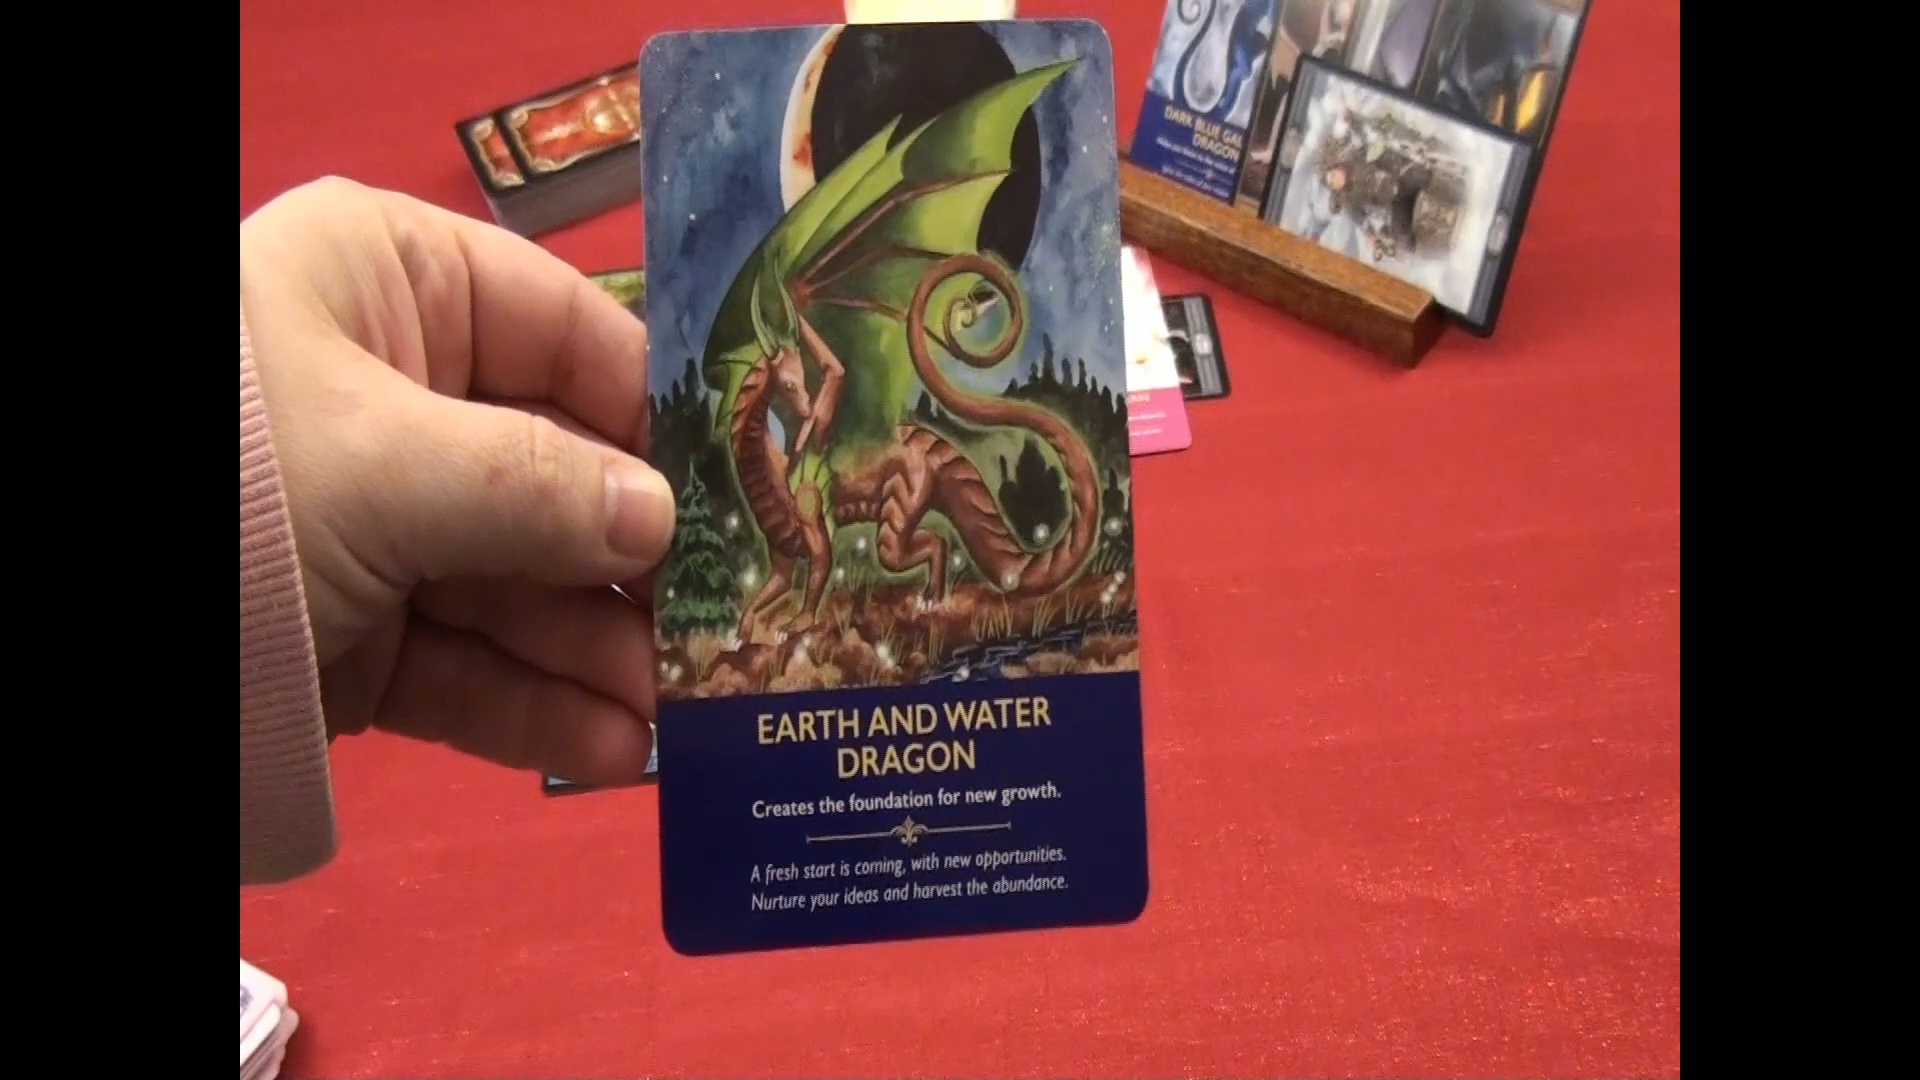 DARK BLUE GAL
DRAGON
EARTH AND WATER
DRAGON
Creates the foundation for new growth.
A fresh start is coming, with new opportunities.
Nurture your ideas and harvest the abundance.